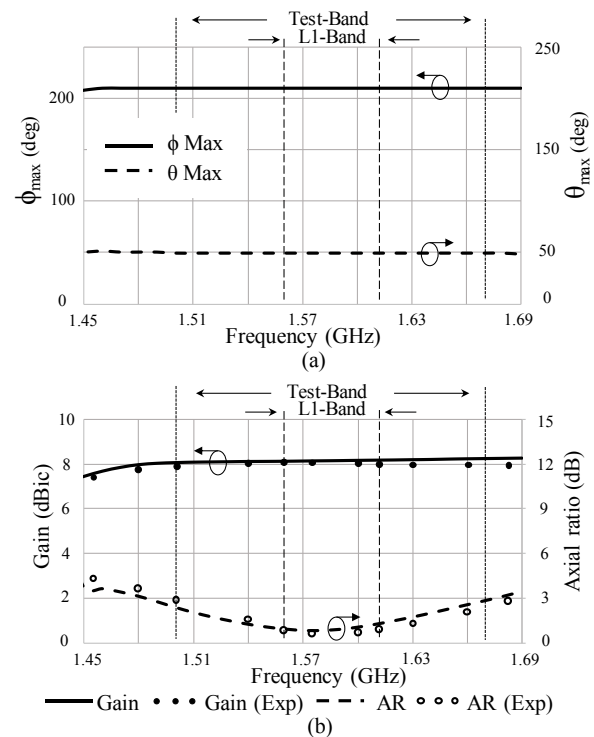 Test-Band
L1-Band
200
100
0
ϕmax (deg)
ϕ Max
θ Max
250
150
50
0
θmax (deg)
1.45 1.51 1.57 1.63 1.69
Frequency (GHz)
(a)
Test-Band
L1-Band
10
8
6
4
2
0
Gain (dBic)
15
12
9
6
3
0
Axial ratio (dB)
1.45 1.51 1.57 1.63 1.69
Frequency (GHz)
Gain Gain (Exp) AR AR (Exp)
(b)